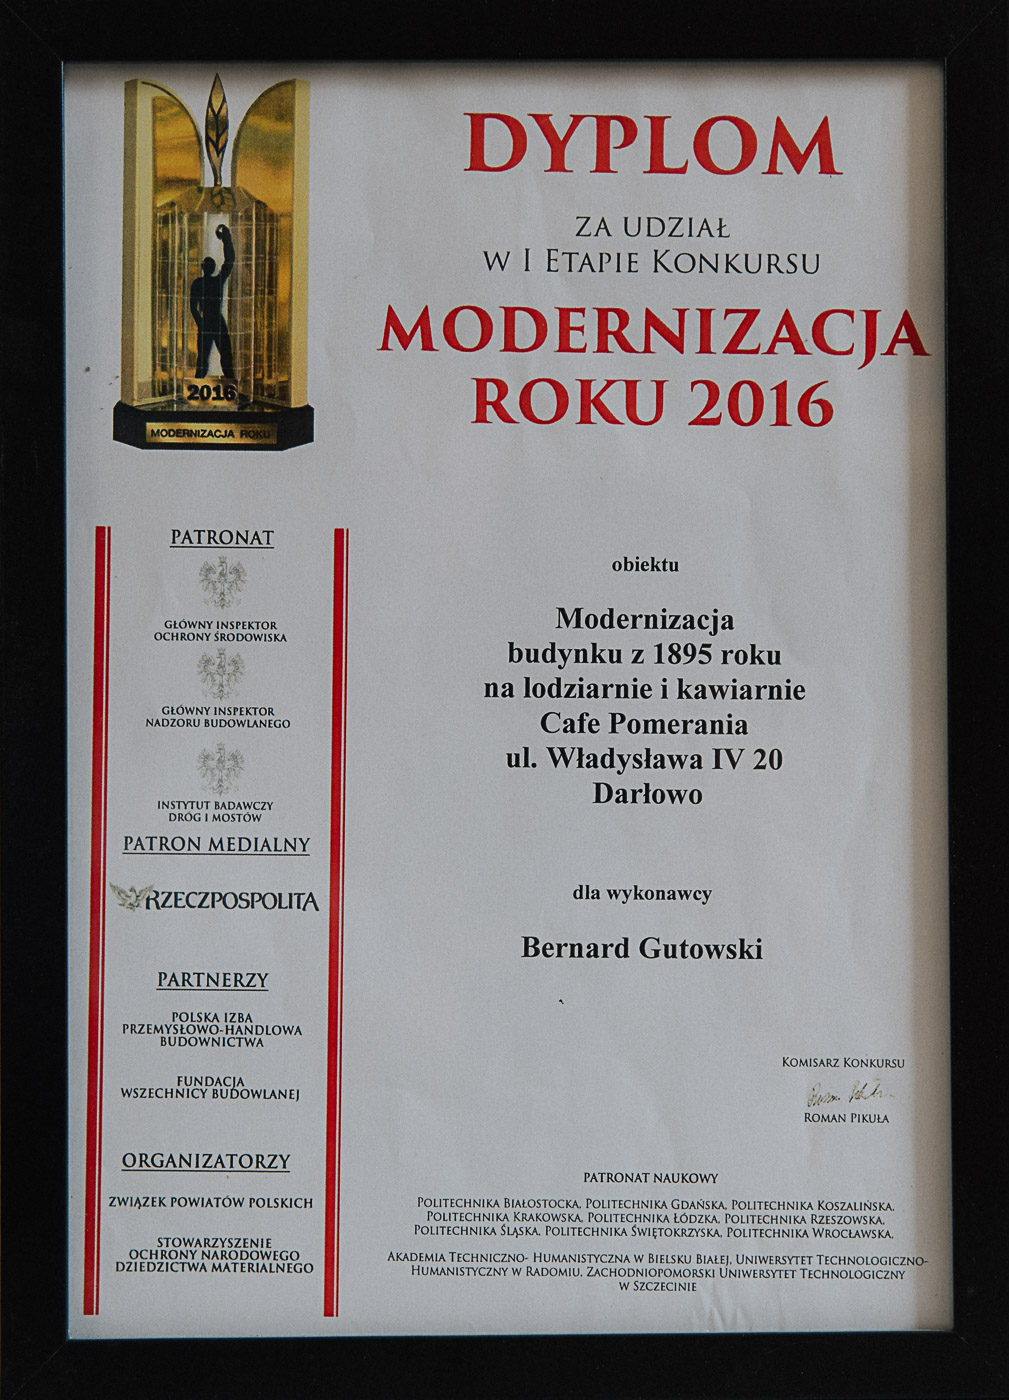 2016
MODERNIZACJA ROKU
DYPLOM
ZA UDZIAŁ
W I ETAPIE KONKURSU
MODERNIZACJA
ROKU 2016
PATRONAT
GŁÓWNY INSPEKTOR
OCHRONY ŚRODOWISKA
GŁÓWNY INSPEKTOR
NADZORU BUDOWLANEGO
INSTYTUT BADAWCZY
DRÓG I MOSTÓW
PATRON MEDIALNY
RZECZPOSPOLITA
PARTNERZY
POLSKA IZBA
PRZEMYSŁOWO-HANDLOWA
BUDOWNICTWA
FUNDACJA
WSZECHNICY BUDOWLANEJ
ORGANIZATORZY
ZWIĄZEK POWIATÓW POLSKICH
STOWARZYSZENIE
OCHRONY NARODOWEGO
DZIEDZICTWA MATERIALNEGO
obiektu
Modernizacja
budynku z 1895 roku
na lodziarnie i kawiarnie
Cafe Pomerania
ul. Władysława IV 20
Darłowo
dla wykonawcy
Bernard Gutowski
KOMISARZ KONKURSU
ROMAN PIKUŁA
PATRONAT NAUKOWY
POLITECHNIKA BIAŁOSTOCKA, POLITECHNIKA GDAŃSKA, POLITECHNIKA KOSZALIŃSKA,
POLITECHNIKA KRAKOWSKA, POLITECHNIKA ŁÓDZKA, POLITECHNIKA RZESZOWSKA,
POLITECHNIKA ŚLĄSKA, POLITECHNIKA ŚWIĘTOKRZYSKA, POLITECHNIKA WROCŁAWSKA,
AKADEMIA TECHNICZNO- HUMANISTYCZNA W BIELSKU BIAŁEJ, UNIWERSYTET TECHNOLOGICZNO-
HUMANISTYCZNY W RADOMIU, ZACHODNIOPOMORSKI UNIWERSYTET TECHNOLOGICZNY
W SZCZECINIE